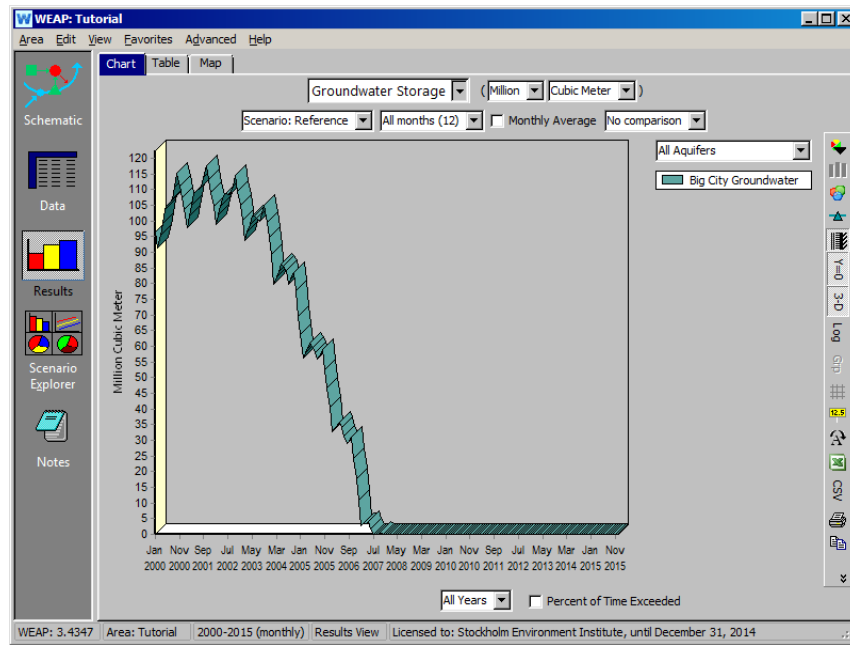 WEAP: Tutorial
Area Edit View Favorites Advanced Help
Chart Table Map
Groundwater Storage ( Million Cubic Meter )
Scenario: Reference All months (12) Monthly Average No comparison
All Aquifers
Big City Groundwater
Schematic
Data
Results
Scenario
Explorer
Notes
Million Cubic Meter
120
115
110
105
100
95
90
85
80
75
70
65
60
55
50
45
40
35
30
25
20
15
10
5
0
Jan Nov Sep Jul May Mar Jan Nov Sep Jul May Mar Jan Nov Sep Jul May Mar Jan Nov
2000 2000 2001 2002 2003 2004 2005 2005 2006 2007 2008 2009 2010 2010 2011 2012 2013 2014 2015 2015
Y=0
3-D
Log
Grp
12.5
CSV
All Years Percent of Time Exceeded
WEAP: 3.4347 Area: Tutorial 2000-2015 (monthly) Results View Licensed to: Stockholm Environment Institute, until December 31, 2014